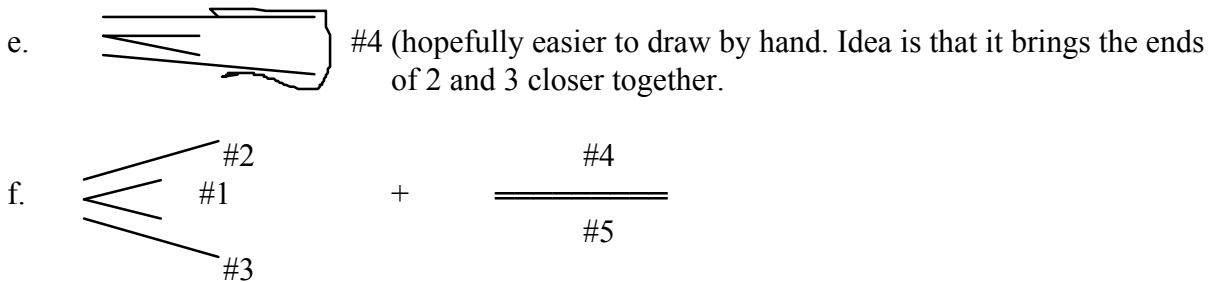 e. #4 (hopefully easier to draw by hand. Idea is that it brings the ends
of 2 and 3 closer together.
#2 #4
f. #1 +
#5
#3